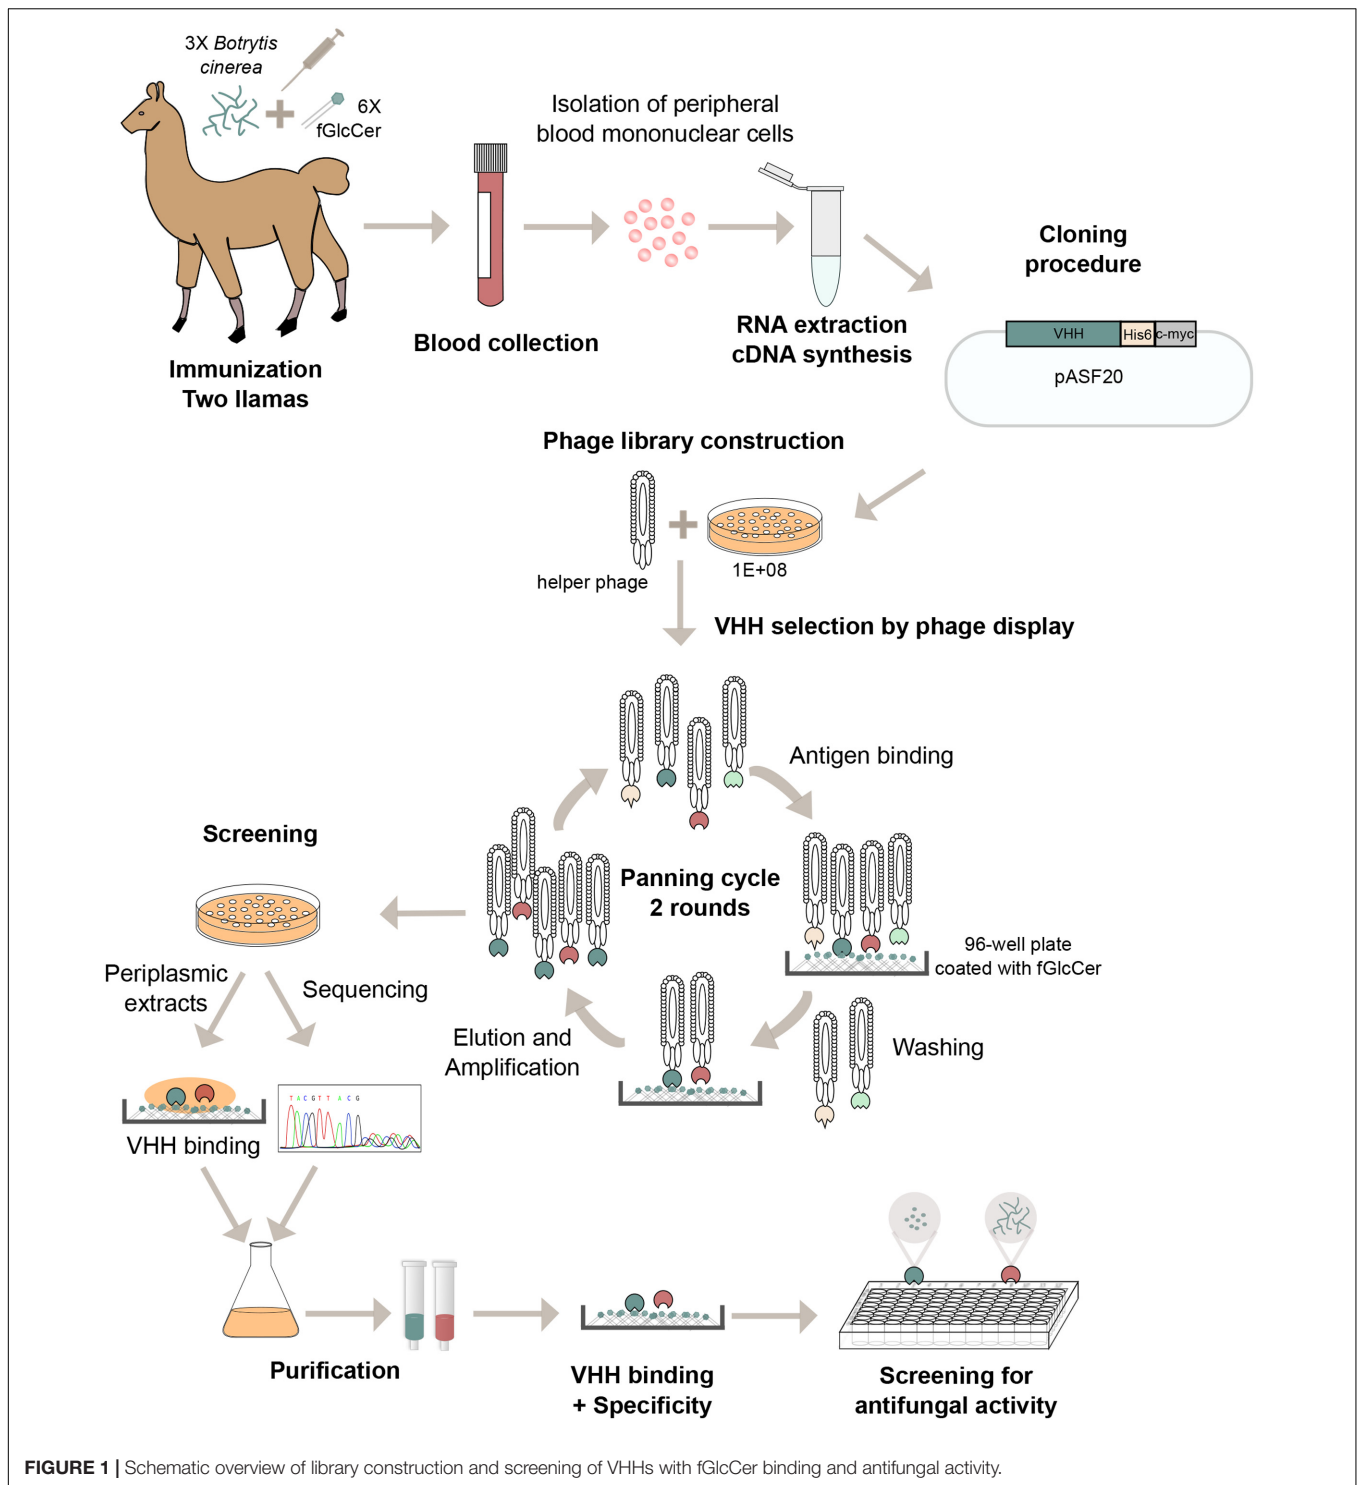 3X Botrytis
cinerea
6X
fGlcCer
Isolation of peripheral
blood mononuclear cells
Immunization
Two llamas
Blood collection
RNA extraction
cDNA synthesis
Cloning
procedure
VHH His6 c-myc
pASF20
Phage library construction
helper phage
1E+08
VHH selection by phage display
Antigen binding
Panning cycle
2 rounds
96-well plate
coated with fGlcCer
Washing
Elution and
Amplification
Screening
Periplasmic
extracts
Sequencing
VHH binding
TACGTT ACG
Purification
VHH binding
+ Specificity
Screening for
antifungal activity
FIGURE 1 | Schematic overview of library construction and screening of VHHs with fGlcCer binding and antifungal activity.